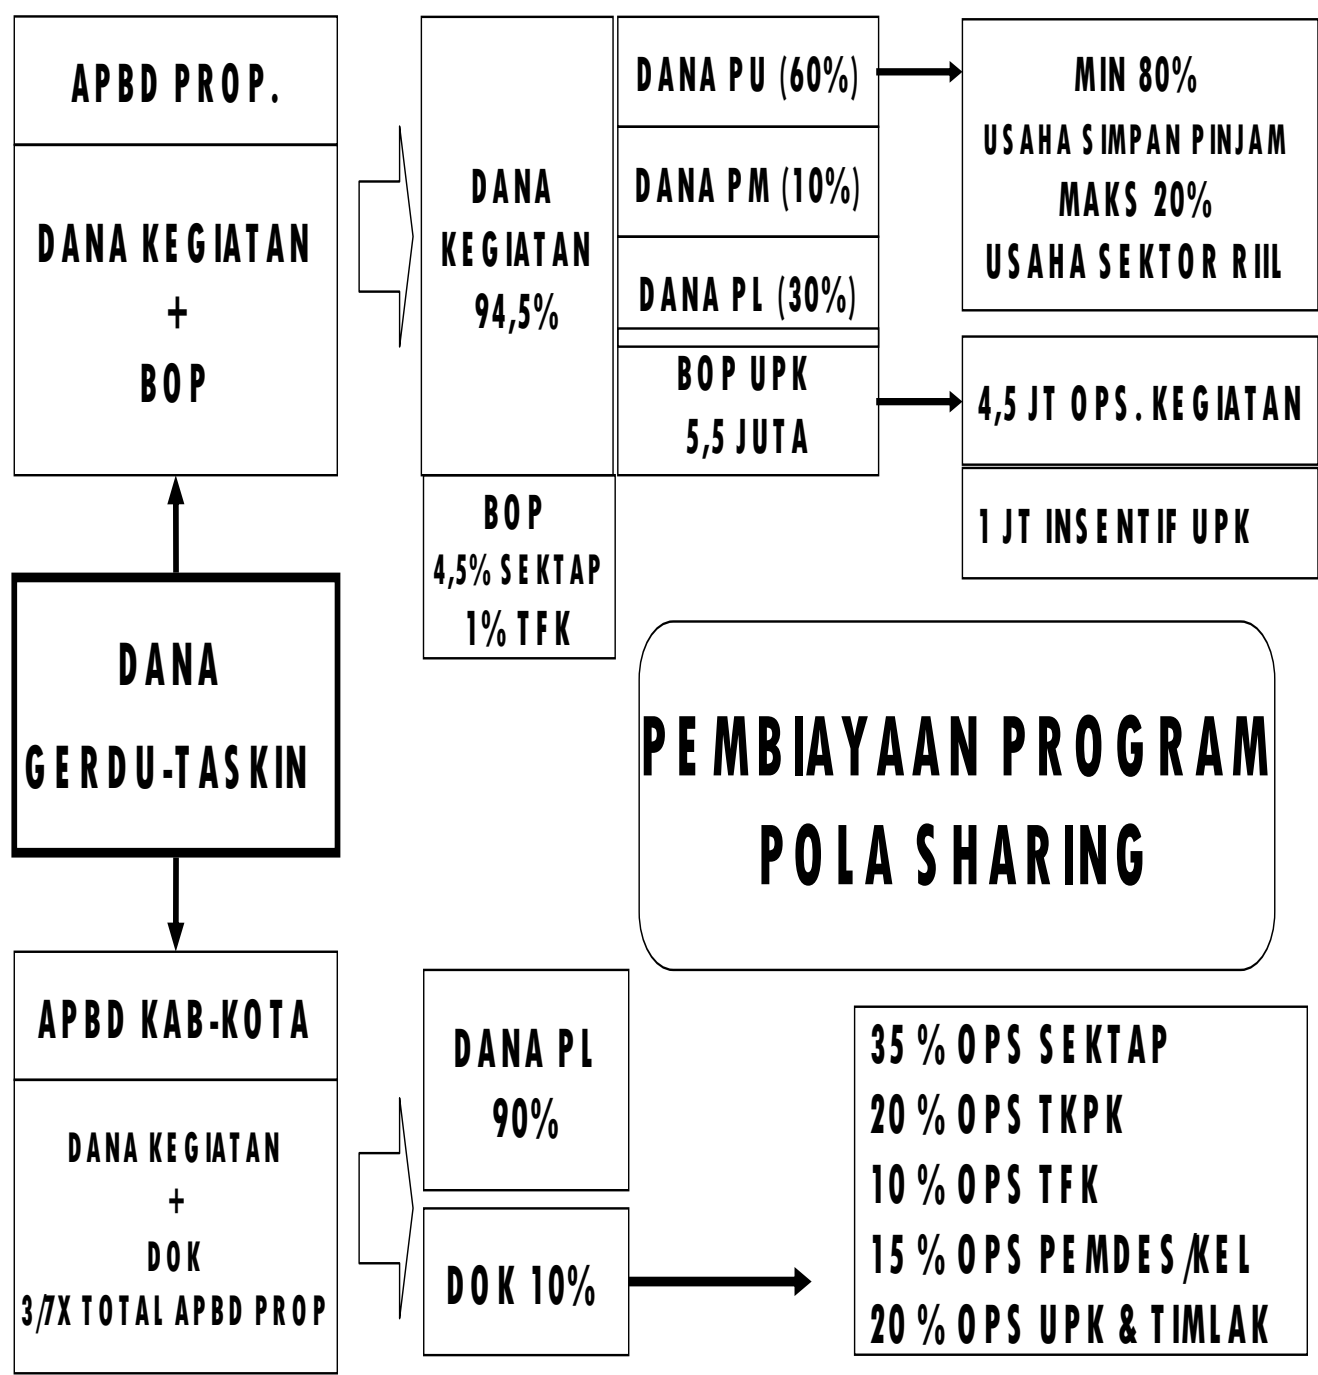 APBD PROP.
DANA KEGIATAN
+
BOP
DANA
KEGIATAN
94,5%
BOP
4,5% SEKTAP
1% TFK
DANA PU (60%)
DANA PM (10%)
DANA PL (30%)
BOP UPK
5,5 JUTA
MIN 80%
USAHA SIMPAN PINJAM
MAKS 20%
USAHA SEKTOR RIIL
4,5 JT OPS. KEGIATAN
1 JT INSENTIF UPK
DANA
GERDU-TASKIN
PEMBIAYAAN PROGRAM
POLA SHARING
APBD KAB-KOTA
DANA KEGIATAN
+
DOK
3/7X TOTAL APBD PROP
DANA PL
90%
DOK 10%
35 % OPS SEKTAP
20 % OPS TKPK
10 % OPS TFK
15 % OPS PEMDES/KEL
20 % OPS UPK & TIMLAK